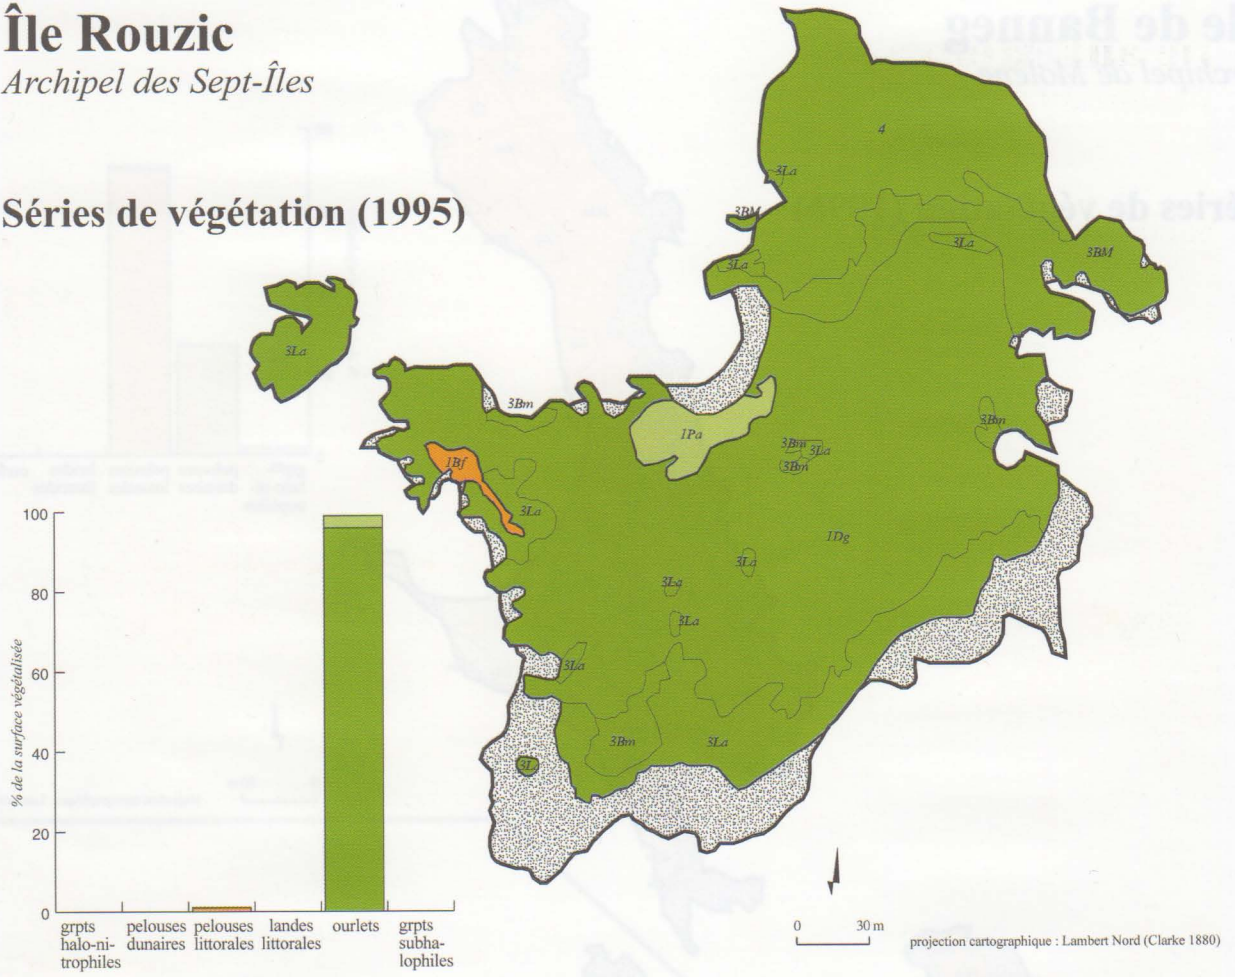 Île Rouzic
Archipel des Sept-Îles
Séries de végétation (1995)
4
3La
3BM
3La
3La
3BM
3La
3Bm
3Bm
1Pa
3Bm
3La
3Bm
1Bf
3La
1Dg
3La
3La
3La
3La
3Bm
3La
% de la surface végétalisée
100
80
60
40
20
0
grpts
halo-ni-
trophiles
pelouses
dunaires
pelouses
littorales
landes
littorales
ourlets
grpts
subha-
lophiles
0 30 m
projection cartographique : Lambert Nord (Clarke 1880)